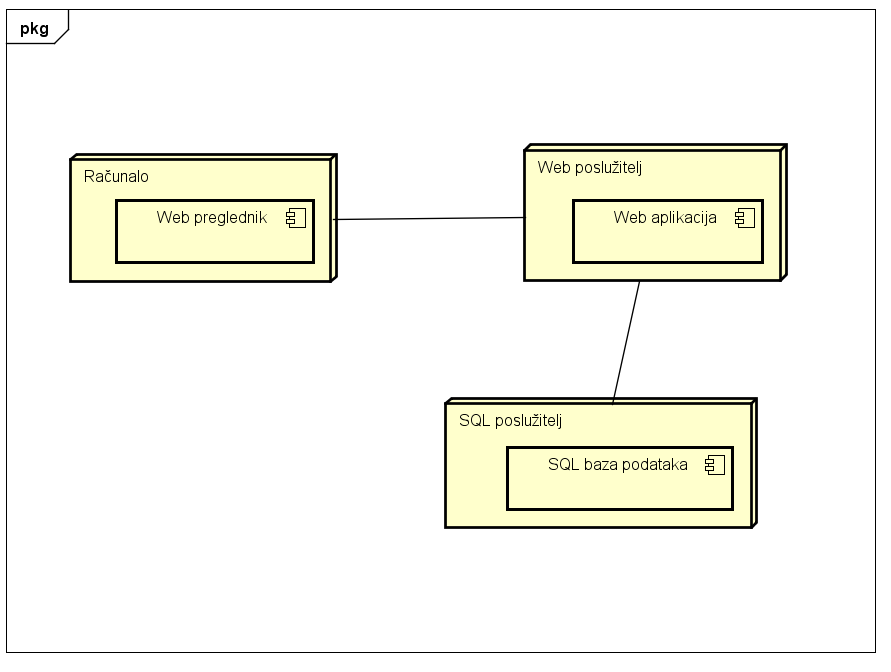 pkg
Računalo
Web preglednik
Web poslužitelj
Web aplikacija
SQL poslužitelj
SQL baza podataka